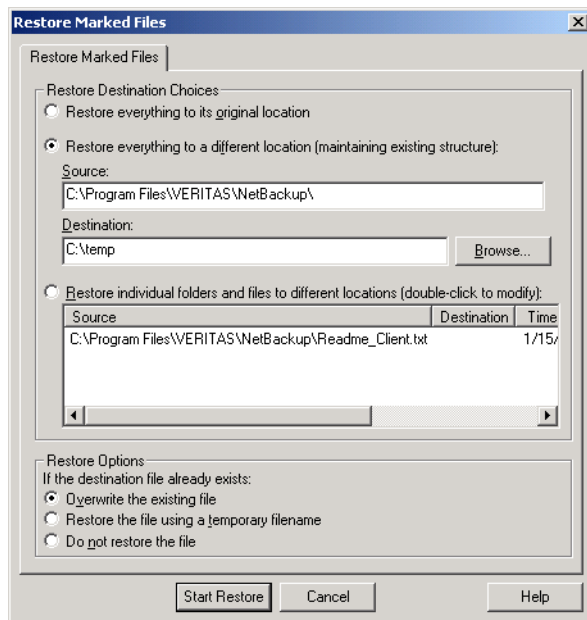 Restore Marked Files
Restore Marked Files
Restore Destination Choices
Restore everything to its original location
Restore everything to a different location (maintaining existing structure):
Source:
C:\Program Files\VERITAS\NetBackup\
Destination:
C:\temp
Browse...
Restore individual folders and files to different locations (double-click to modify):
Source Destination Time
C:\Program Files\VERITAS\NetBackup\Readme_Client.txt 1/15/
Restore Options
If the destination file already exists:
Overwrite the existing file
Restore the file using a temporary filename
Do not restore the file
Start Restore Cancel Help